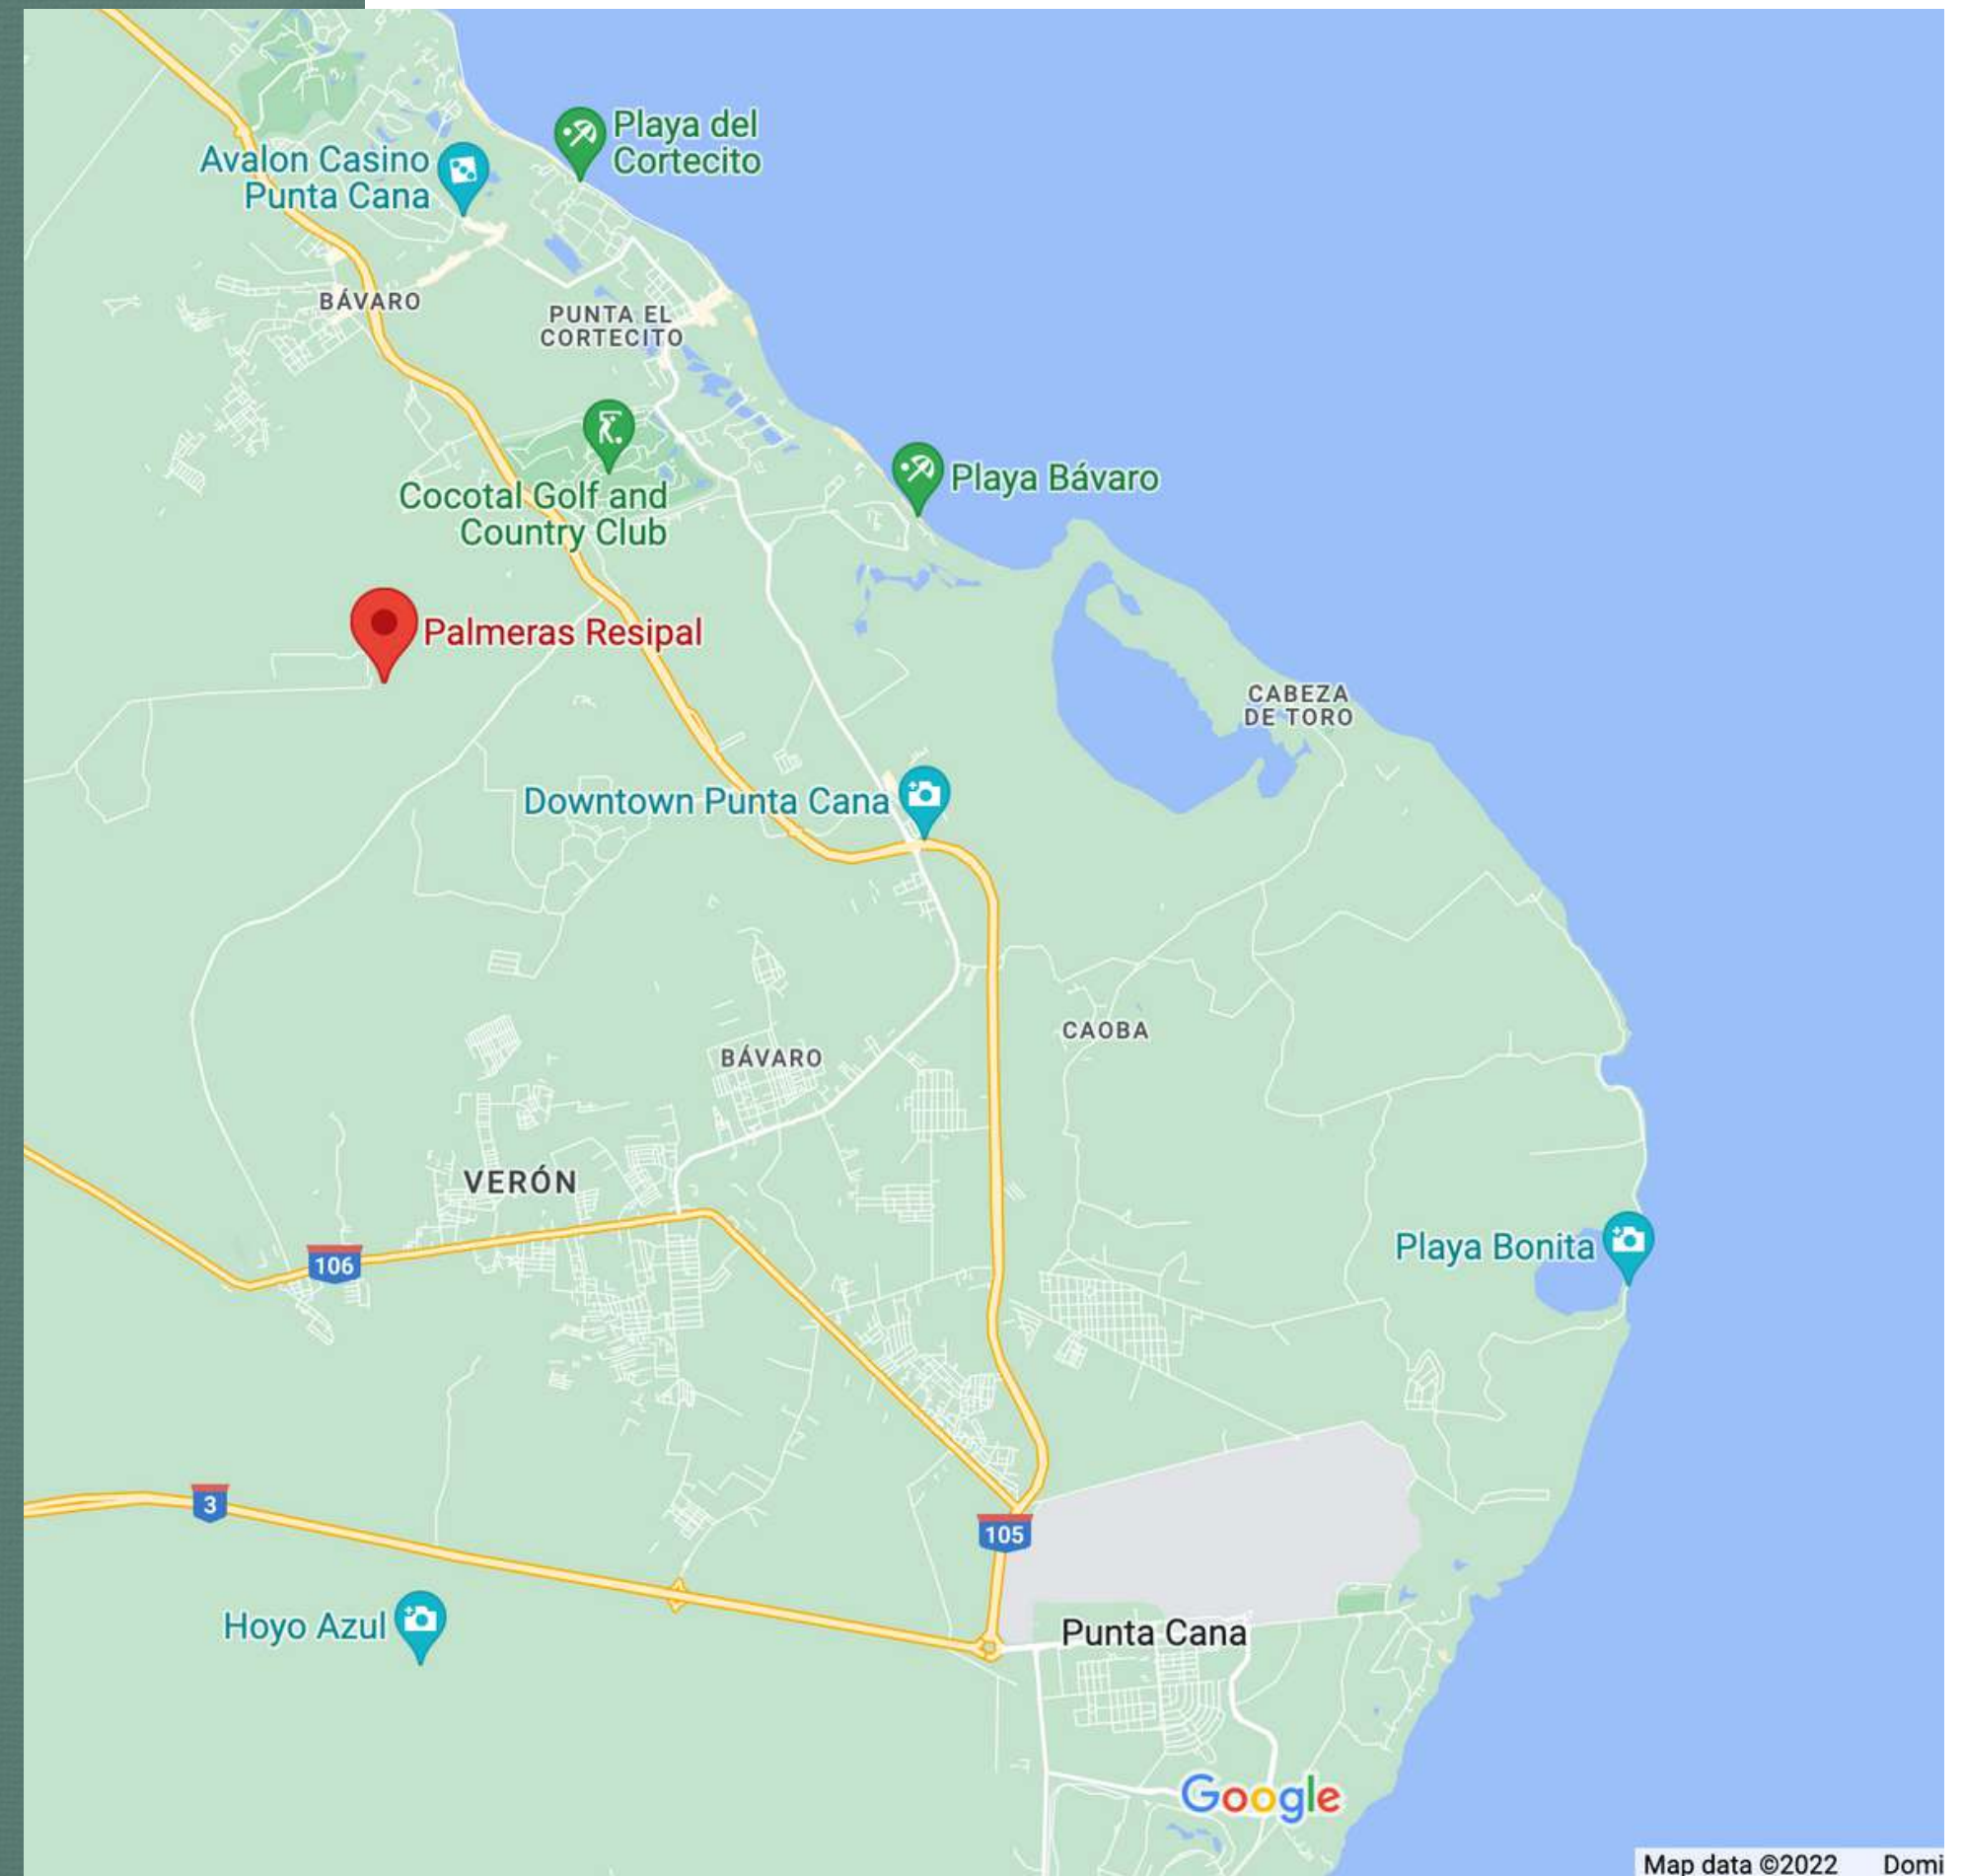 Playa del
Cortecito
Avalon Casino
Punta Cana
BÁVARO
PUNTA EL
CORTECITO
Cocotal Golf and
Country Club
Playa Bávaro
Palmeras Resipal
CABEZA
DE TORO
Downtown Punta Cana
CAOBA
BÁVARO
VERÓN
Playa Bonita
106
3
105
Hoyo Azul
Punta Cana
Google
Map data ©2022 Domi